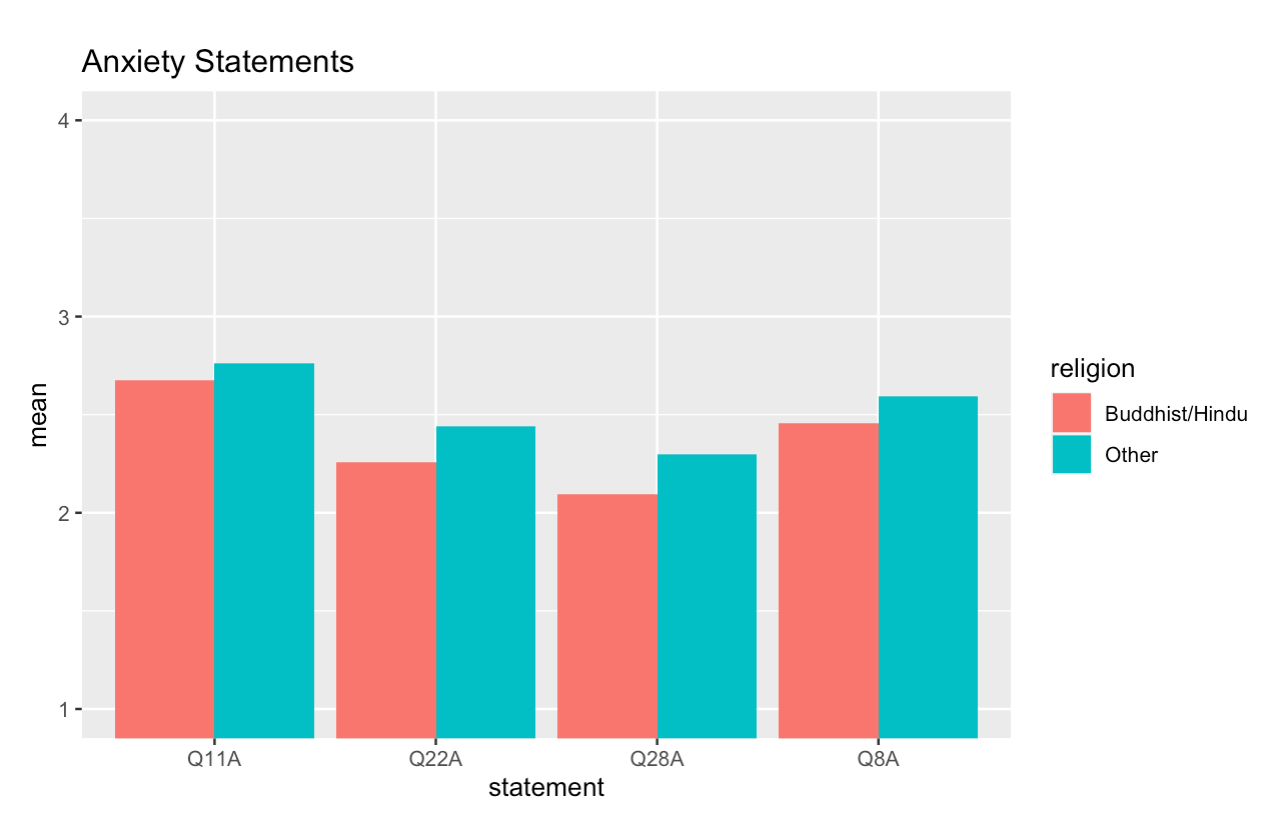 Anxiety Statements
4
3
2
1
mean
Q11A Q22A Q28A Q8A
statement
religion
Buddhist/Hindu
Other